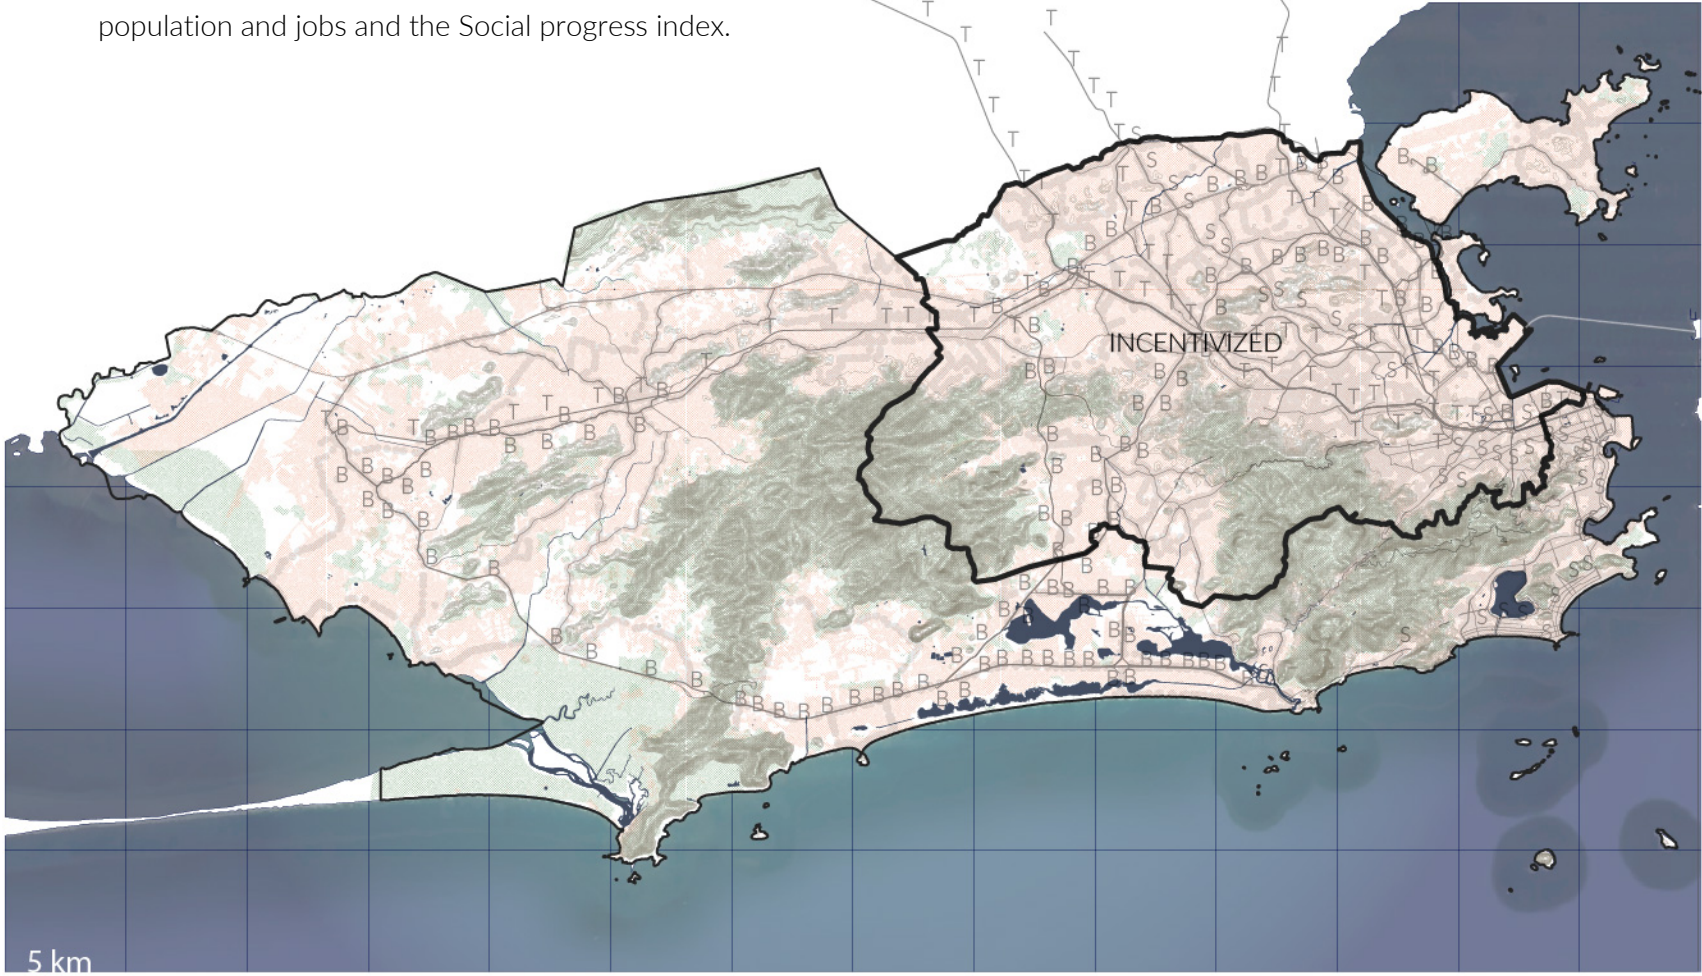 population and jobs and the Social progress index.
INCENTIVIZED
5 km